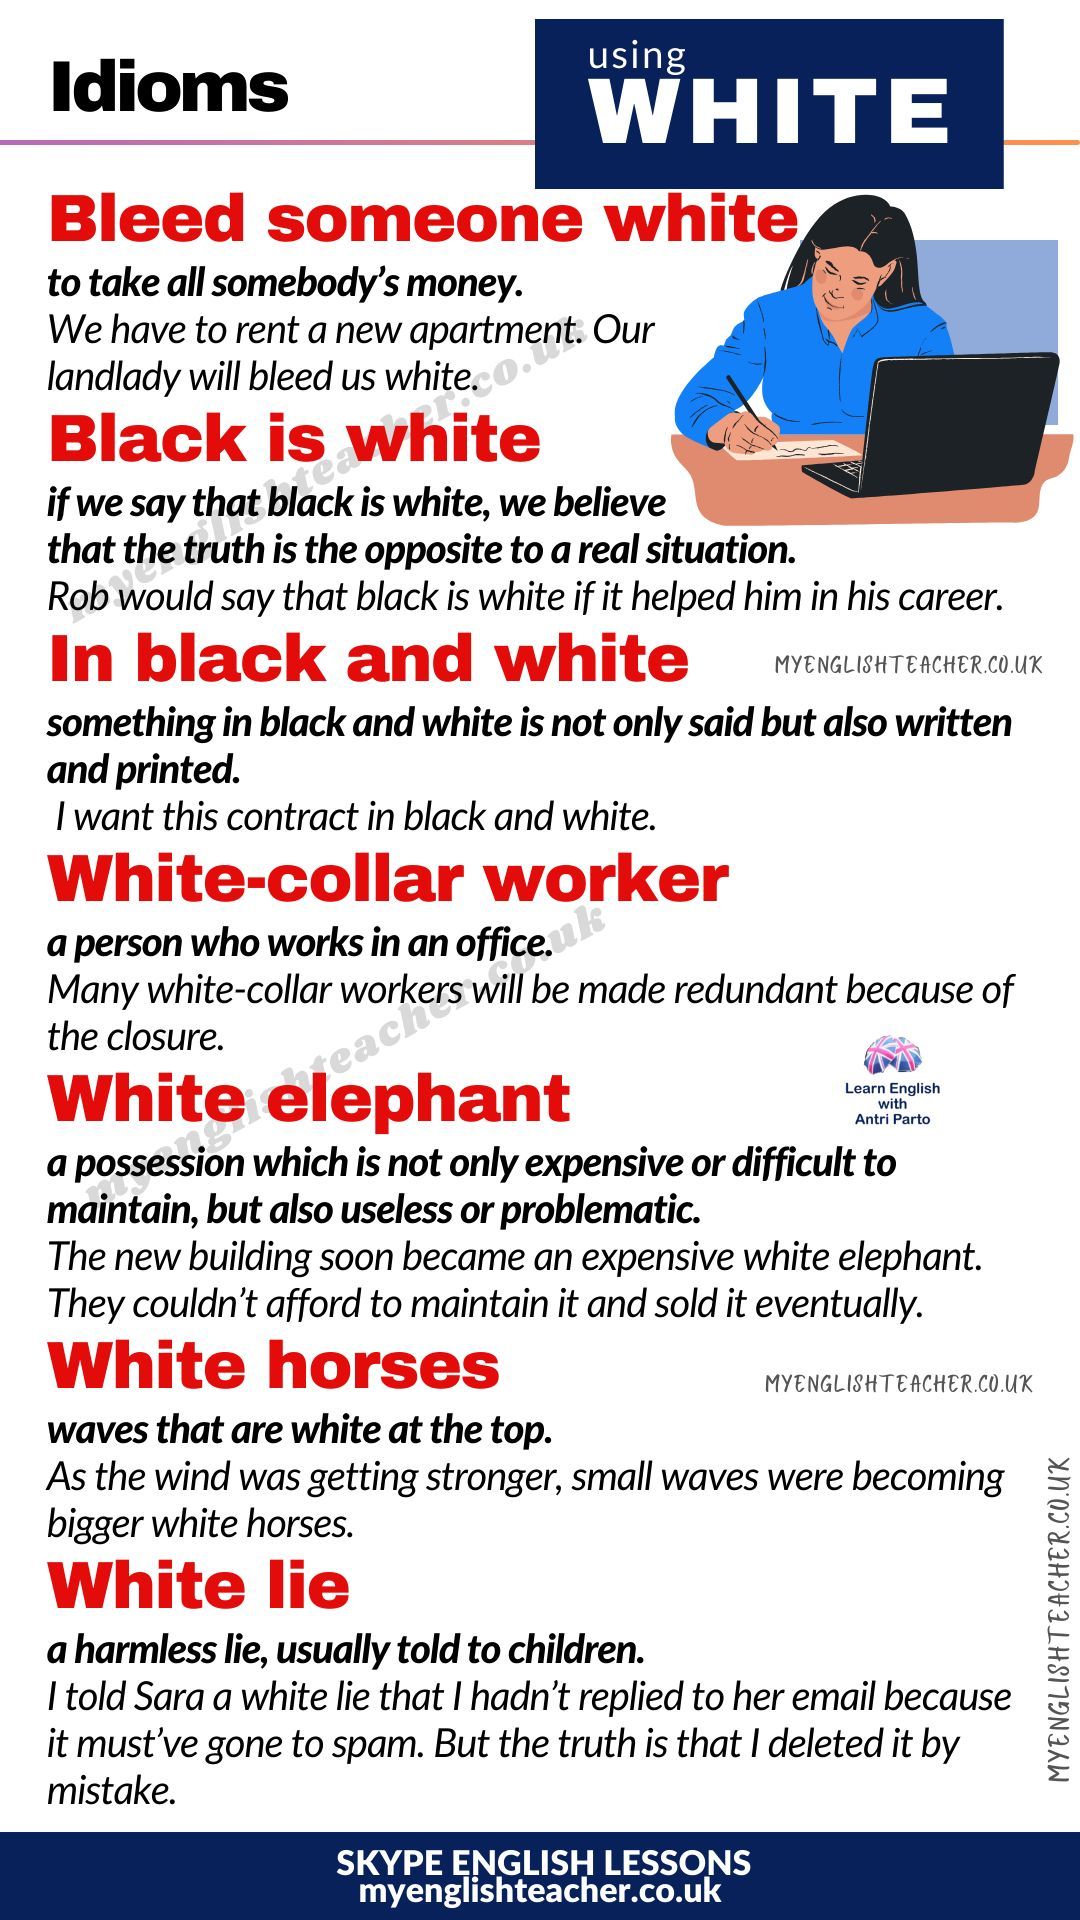 Idioms
using
WHITE
Bleed someone white
to take all somebody's money.
We have to rent a new apartment. Our
landlady will bleed us white.
myenglishteacher.co.uk
Black is white
if we say that black is white, we believe
that the truth is the opposite to a real situation.
Rob would say that black is white if it helped him in his career.
In black and white
MYENGLISHTEACHER.CO.UK
something in black and white is not only said but also written
and printed.
I want this contract in black and white.
White-collar worker
a person who works in an office.
Many white-collar workers will be made redundant because of
the closure.
myenglishteacher.co.uk
White elephant
Learn English
with
Antri Parto
a possession which is not only expensive or difficult to
maintain, but also useless or problematic.
The new building soon became an expensive white elephant.
They couldn't afford to maintain it and sold it eventually.
White horses
MYENGLISHTEACHER.CO.UK
waves that are white at the top.
As the wind was getting stronger, small waves were becoming
bigger white horses.
MYENGLISHTEACHER.CO.UK
White lie
a harmless lie, usually told to children.
I told Sara a white lie that I hadn't replied to her email because
it must've gone to spam. But the truth is that I deleted it by
mistake.
SKYPE ENGLISH LESSONS
myenglishteacher.co.uk